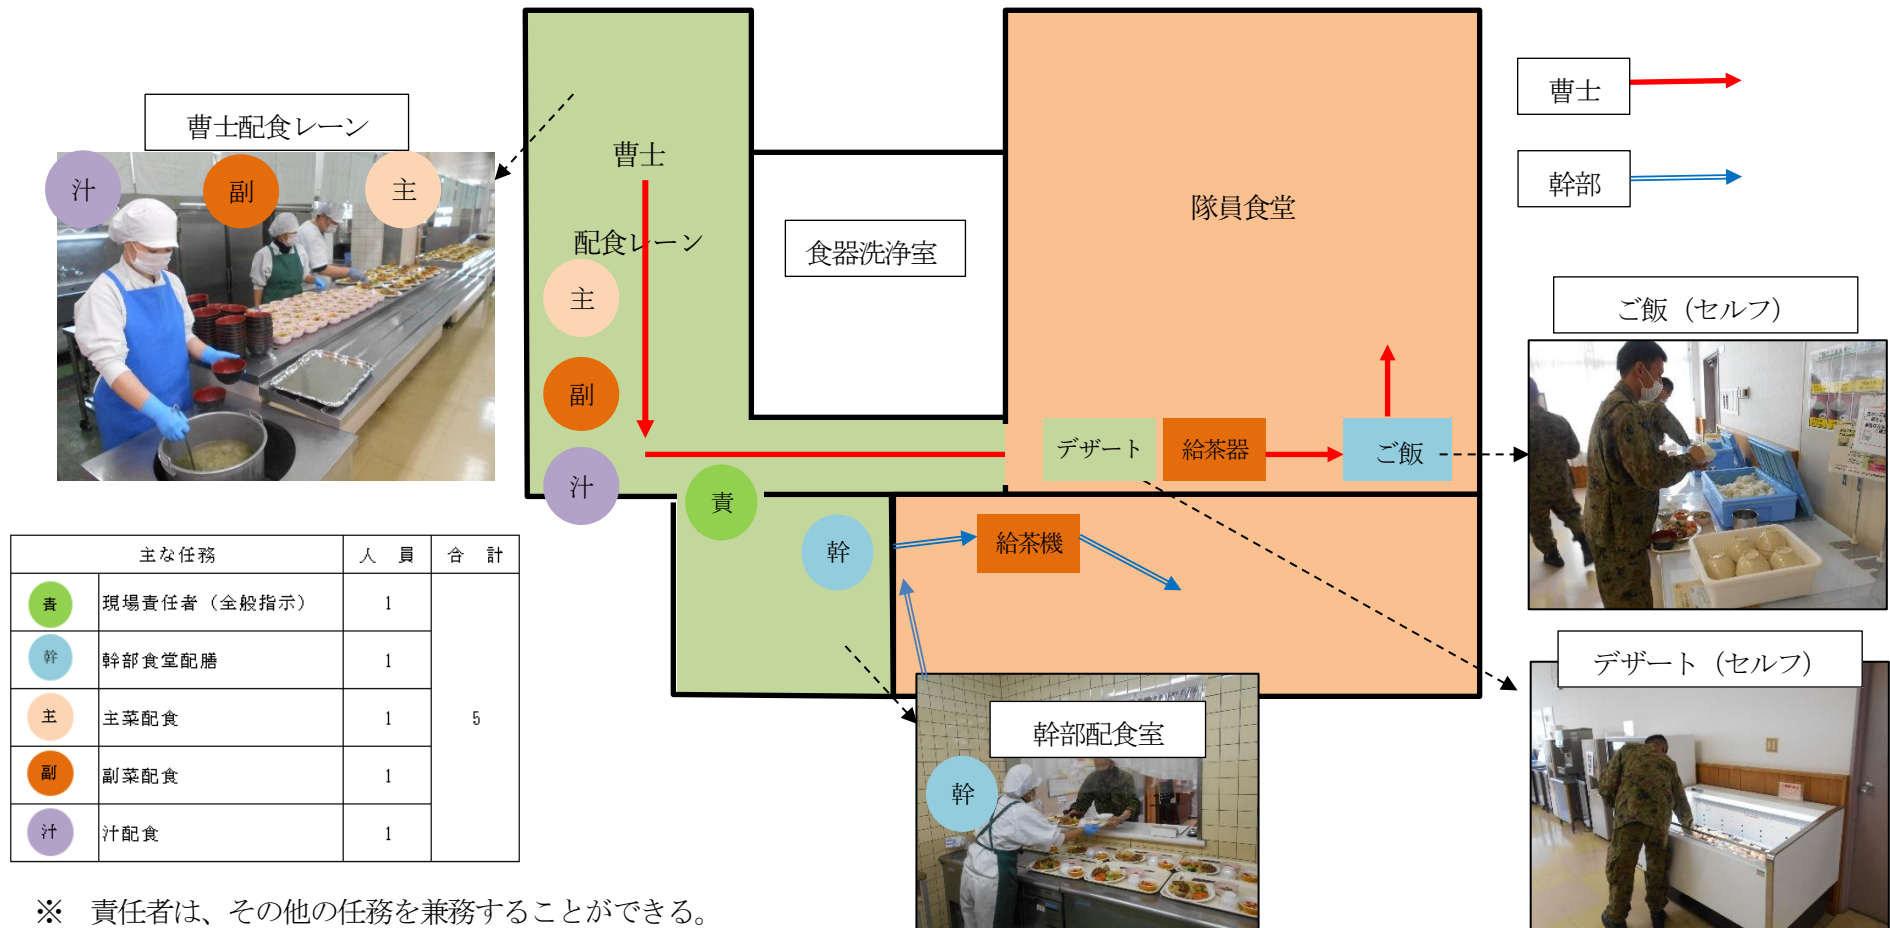 曹士配食レーン
汁
副
主
曹士
配食レーン
主
副
汁
責
幹
食器洗浄室
隊員食堂
デザート
給茶器
ご飯
給茶機
曹士
幹部
ご飯（セルフ）
デザート（セルフ）
幹部配食室
幹
主な任務 人 員 合 計
責 現場責任者（全般指示） 1
幹 幹部食堂配膳 1
主 主菜配食 1 5
副 副菜配食 1
汁 汁配食 1
※ 責任者は、その他の任務を兼務することができる。